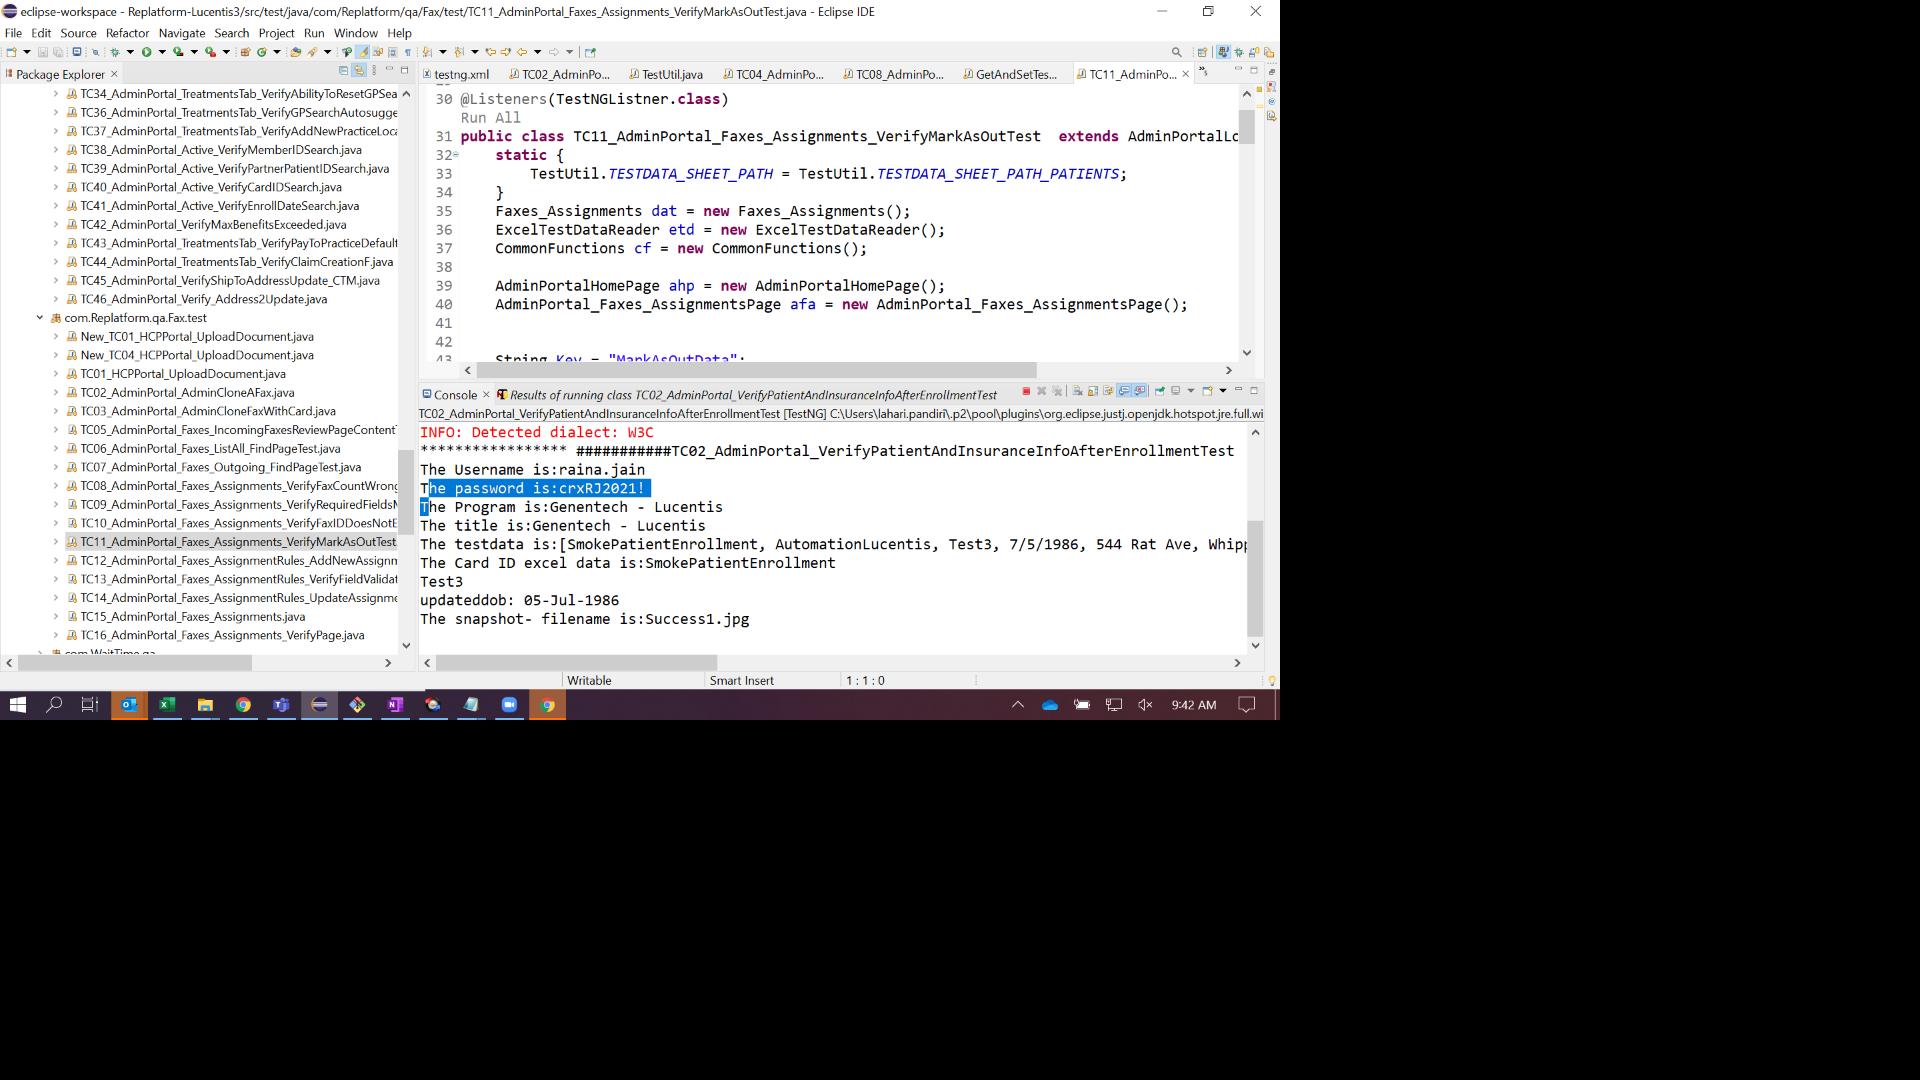 eclipse-workspace - Replatform-Lucentis3/src/test/java/com/Replatform/qa/Fax/test/TC11_AdminPortal_Faxes_Assignments_VerifyMarkAsOutTest.java - Eclipse IDE
File Edit Source Refactor Navigate Search Project Run Window Help
Package Explorer
TC34_AdminPortal_TreatmentsTab_VerifyAbilityToResetGPSea
TC36_AdminPortal_TreatmentsTab_VerifyGPSearchAutosugge
TC37_AdminPortal_TreatmentsTab_VerifyAddNewPracticeLoca
TC38_AdminPortal_Active_VerifyMemberIDSearch.java
TC39_AdminPortal_Active_VerifyPartnerPatientIDSearch.java
TC40_AdminPortal_Active_VerifyCardIDSearch.java
TC41_AdminPortal_Active_VerifyEnrollDateSearch.java
TC42_AdminPortal_VerifyMaxBenefitsExceeded.java
TC43_AdminPortal_TreatmentsTab_VerifyPayToPracticeDefault
TC44_AdminPortal_TreatmentsTab_VerifyClaimCreationF.java
TC45_AdminPortal_VerifyShipToAddressUpdate_CTM.java
TC46_AdminPortal_Verify_Address2Update.java
com.Replatform.qa.Fax.test
New_TC01_HCPPortal_UploadDocument.java
New_TC04_HCPPortal_UploadDocument.java
TC01_HCPPortal_UploadDocument.java
TC02_AdminPortal_AdminCloneAFax.java
TC03_AdminPortal_AdminCloneFaxWithCard.java
TC05_AdminPortal_Faxes_IncomingFaxesReviewPageContent
TC06_AdminPortal_Faxes_ListAll_FindPageTest.java
TC07_AdminPortal_Faxes_Outgoing_FindPageTest.java
TC08_AdminPortal_Faxes_Assignments_VerifyFaxCountWrong
TC09_AdminPortal_Faxes_Assignments_VerifyRequiredFieldsM
TC10_AdminPortal_Faxes_Assignments_VerifyFaxIDDoesNotE
TC11_AdminPortal_Faxes_Assignments_VerifyMarkAsOutTest
TC12_AdminPortal_Faxes_AssignmentRules_AddNewAssignm
TC13_AdminPortal_Faxes_AssignmentRules_VerifyFieldValidat
TC14_AdminPortal_Faxes_AssignmentRules_UpdateAssignme
TC15_AdminPortal_Faxes_Assignments.java
TC16_AdminPortal_Faxes_Assignments_VerifyPage.java
com.WaitTime.qa
testng.xml TC02_AdminPo... TestUtil.java TC04_AdminPo... TC08_AdminPo... GetAndSetTes... TC11_AdminPo...
30 @Listeners(TestNGListner.class)
Run All
31 public class TC11_AdminPortal_Faxes_Assignments_VerifyMarkAsOutTest extends AdminPortalLo
32 static {
33 TestUtil.TESTDATA_SHEET_PATH = TestUtil.TESTDATA_SHEET_PATH_PATIENTS;
34 }
35 Faxes_Assignments dat = new Faxes_Assignments();
36 ExcelTestDataReader etd = new ExcelTestDataReader();
37 CommonFunctions cf = new CommonFunctions();
38
39 AdminPortalHomePage ahp = new AdminPortalHomePage();
40 AdminPortal_Faxes_AssignmentsPage afa = new AdminPortal_Faxes_AssignmentsPage();
41
42
43 String Key = "MarkAsOutData";
Console Results of running class TC02_AdminPortal_VerifyPatientAndInsuranceInfoAfterEnrollmentTest
TC02_AdminPortal_VerifyPatientAndInsuranceInfoAfterEnrollmentTest [TestNG] C:\Users\lahari.pandiri\.p2\pool\plugins\org.eclipse.justj.openjdk.hotspot.jre.full.wi
INFO: Detected dialect: W3C
***************** ###########TC02_AdminPortal_VerifyPatientAndInsuranceInfoAfterEnrollmentTest
The Username is:raina.jain
The password is:crxRJ2021!
The Program is:Genentech - Lucentis
The title is:Genentech - Lucentis
The testdata is:[SmokePatientEnrollment, AutomationLucentis, Test3, 7/5/1986, 544 Rat Ave, Whipp
The Card ID excel data is:SmokePatientEnrollment
Test3
updateddob: 05-Jul-1986
The snapshot- filename is:Success1.jpg
Writable Smart Insert 1 : 1 : 0
9:42 AM